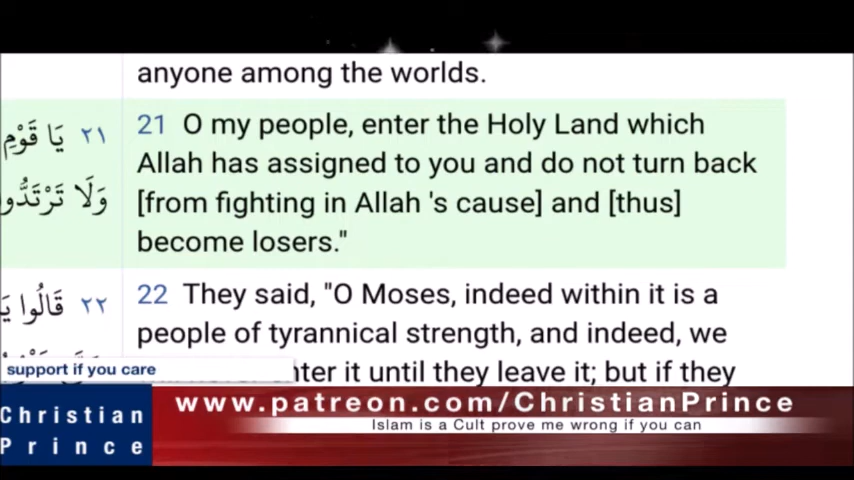 anyone among the worlds.
يَا قَوْمِ ٢١
21 O my people, enter the Holy Land which
Allah has assigned to you and do not turn back
[from fighting in Allah 's cause] and [thus]
become losers."
قَالُوا ٢٢
22 They said, "O Moses, indeed within it is a
people of tyrannical strength, and indeed, we
enter it until they leave it; but if they
support if you care
Christian
Prince
www.patreon.com/ChristianPrince
Islam is a Cult prove me wrong if you can